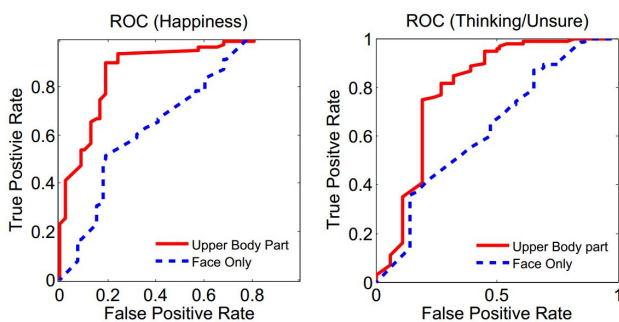 ROC (Happiness)
True Postivie Rate
0.8
0.6
0.4
0.2
0
0 0.2 0.4 0.6 0.8
False Positive Rate
Upper Body Part
Face Only
ROC (Thinking/Unsure)
True Positve Rate
1
0.8
0.6
0.4
0.2
0
0 0.5 1
False Positive Rate
Upper Body part
Face Only